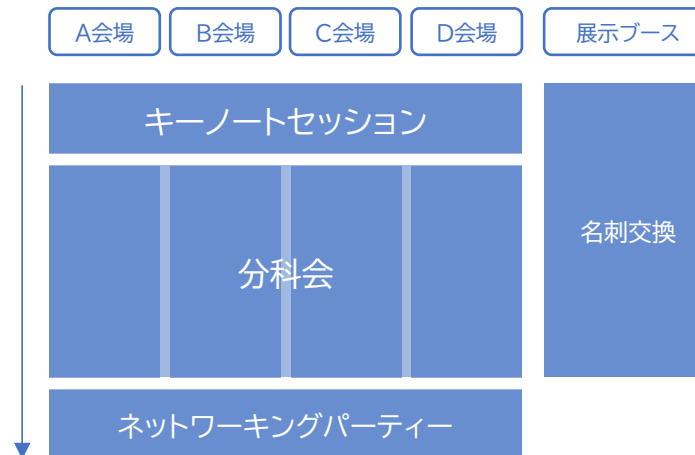 A会場
B会場
C会場
D会場
展示ブース
キーノートセッション
分科会
名刺交換
ネットワーキングパーティー